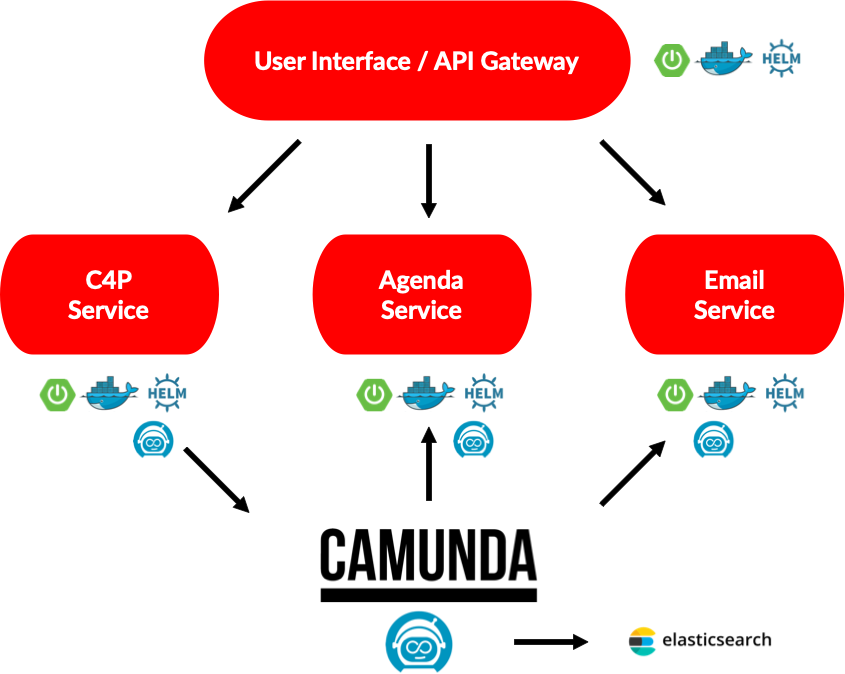 User Interface / API Gateway
HELM
C4P
Service
Agenda
Service
Email
Service
HELM
HELM
HELM
CAMUNDA
elasticsearch